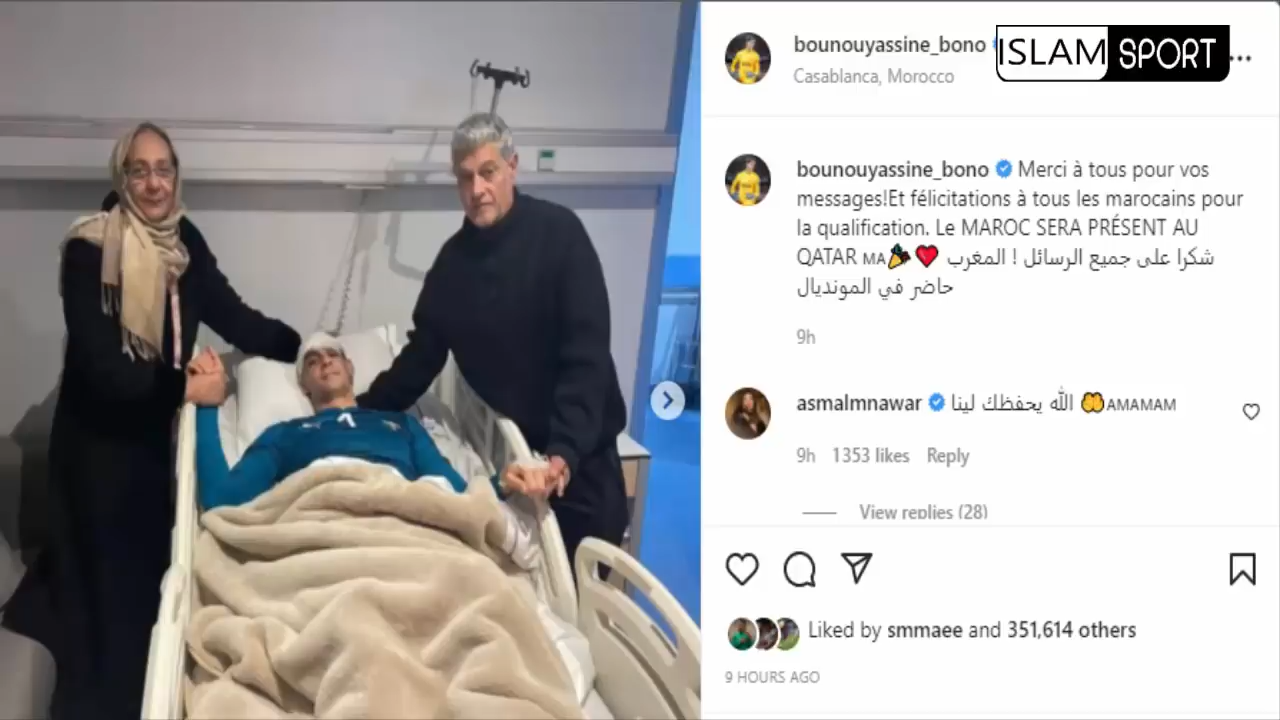 bounouyassine_bono
ISLAM SPORT
Casablanca, Morocco
bounouyassine_bono Merci à tous pour vos
messages!Et félicitations à tous les marocains pour
la qualification. Le MAROC SERA PRÉSENT AU
QATAR MA🎉❤️ شكرا على جميع الرسائل ! المغرب
حاضر في المونديال
9h
asmalmnawar الله يحفظك لينا 🤲AMAMAM
9h 1353 likes Reply
View replies (28)
Liked by smmaee and 351,614 others
9 HOURS AGO
1